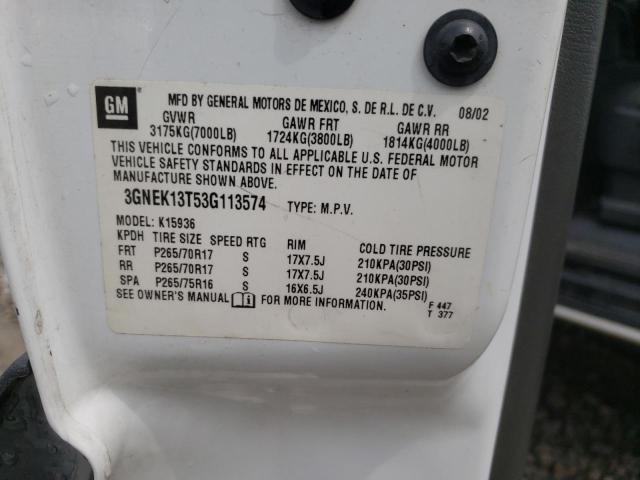 GM
MFD BY GENERAL MOTORS DE MEXICO, S. DE R.L. DE C.V. 08/02
GVWR GAWR FRT GAWR RR
3175KG(7000LB) 1724KG(3800LB) 1814KG(4000LB)
THIS VEHICLE CONFORMS TO ALL APPLICABLE U.S. FEDERAL MOTOR
VEHICLE SAFETY STANDARDS IN EFFECT ON THE DATE OF
MANUFACTURE SHOWN ABOVE.
3GNEK13T53G113574 TYPE: M.P.V.
MODEL: K15936
KPDH TIRE SIZE SPEED RTG RIM COLD TIRE PRESSURE
FRT P265/70R17 S 17X7.5J 210KPA(30PSI)
RR P265/70R17 S 17X7.5J 210KPA(30PSI)
SPA P265/75R16 S 16X6.5J 240KPA(35PSI)
SEE OWNER'S MANUAL FOR ADDITIONAL INFORMATION
F 447
T 377